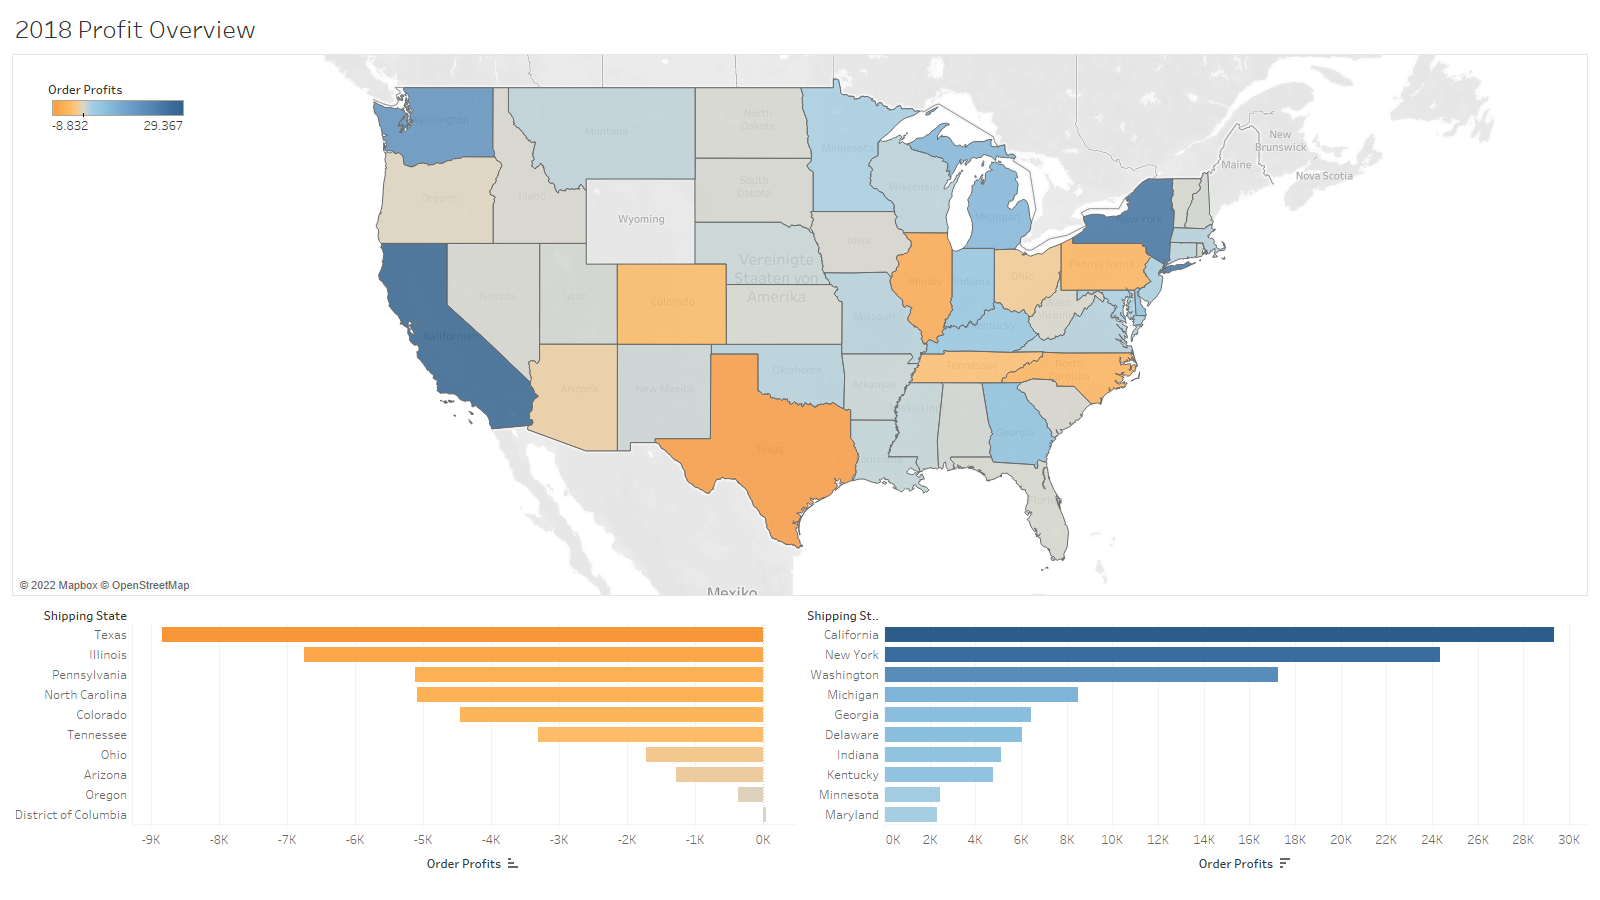 2018 Profit Overview
Order Profits
-8.832 29.367
Washington
Montana
North
Dakota
Minnesota
Oregon
Idaho
South
Dakota
Wisconsin
Michigan
Wyoming
New York
Maine
New
Brunswick
Nova Scotia
Iowa
Nevada
Utah
Colorado
Vereinigte
Staaten von
Amerika
Illinois
Indiana
Ohio
Pennsylvania
West
Virginia
Kalifornien
Missouri
Kentucky
Arizona
New Mexico
Oklahoma
Arkansas
Tennessee
North
Carolina
Mississippi
Georgia
Texas
Louisiana
Florida
Mexiko
© 2022 Mapbox © OpenStreetMap
Shipping State
Texas
Illinois
Pennsylvania
North Carolina
Colorado
Tennessee
Ohio
Arizona
Oregon
District of Columbia
-9K -8K -7K -6K -5K -4K -3K -2K -1K 0K
Order Profits
Shipping St..
California
New York
Washington
Michigan
Georgia
Delaware
Indiana
Kentucky
Minnesota
Maryland
0K 2K 4K 6K 8K 10K 12K 14K 16K 18K 20K 22K 24K 26K 28K 30K
Order Profits